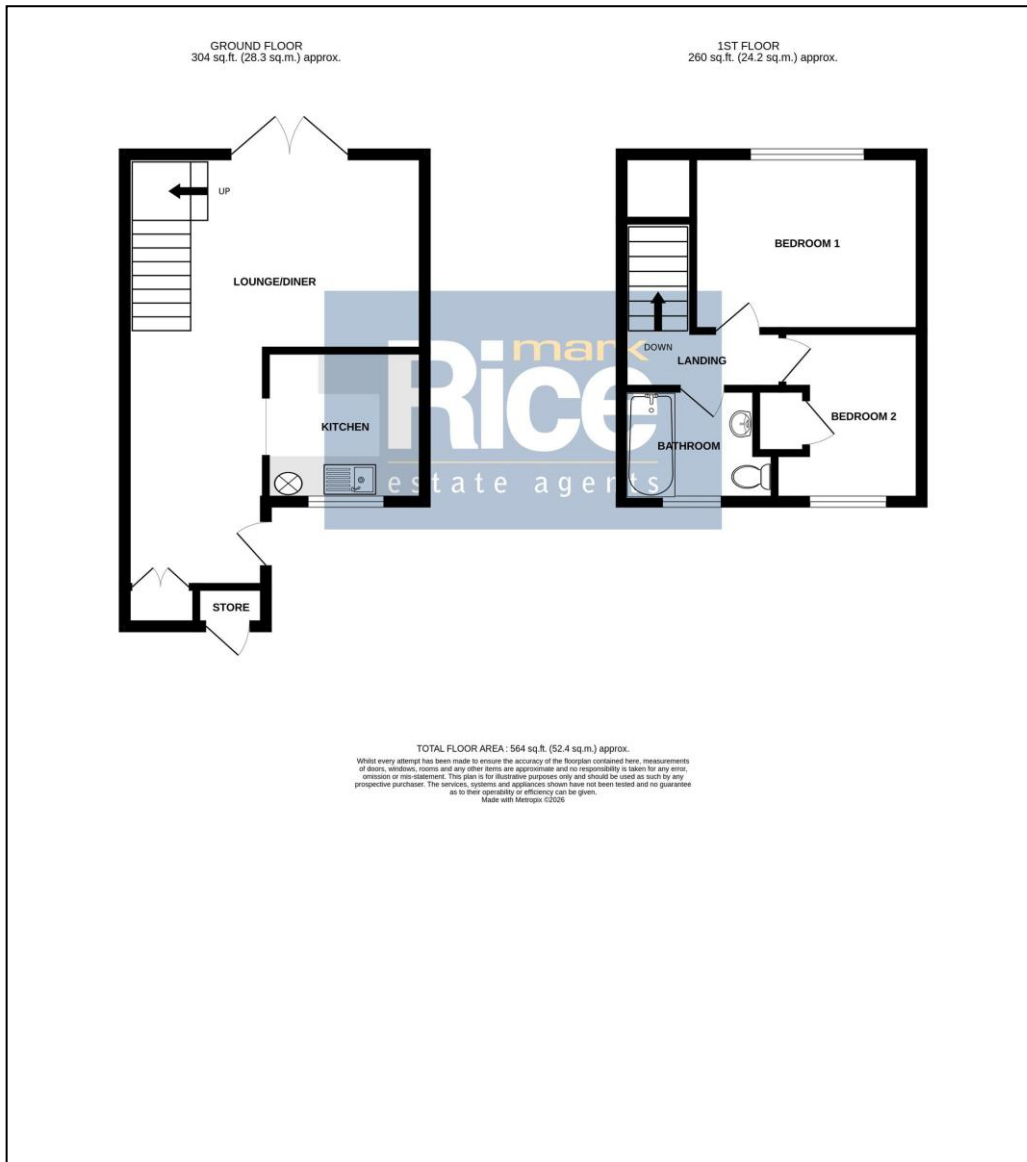 GROUND FLOOR
304 sq.ft. (28.3 sq.m.) approx.
1ST FLOOR
260 sq.ft. (24.2 sq.m.) approx.
UP
LOUNGE/DINER
KITCHEN
STORE
BEDROOM 1
DOWN
LANDING
BEDROOM 2
BATHROOM
mark
Rice
estate agents
TOTAL FLOOR AREA : 564 sq.ft. (52.4 sq.m.) approx.
Whilst every attempt has been made to ensure the accuracy of the floorplan contained here, measurements
of doors, windows, rooms and any other items are approximate and no responsibility is taken for any error,
omission or mis-statement. This plan is for illustrative purposes only and should be used as such by any
prospective purchaser. The services, systems and appliances shown have not been tested and no guarantee
as to their operability or efficiency can be given.
Made with Metropix ©2026